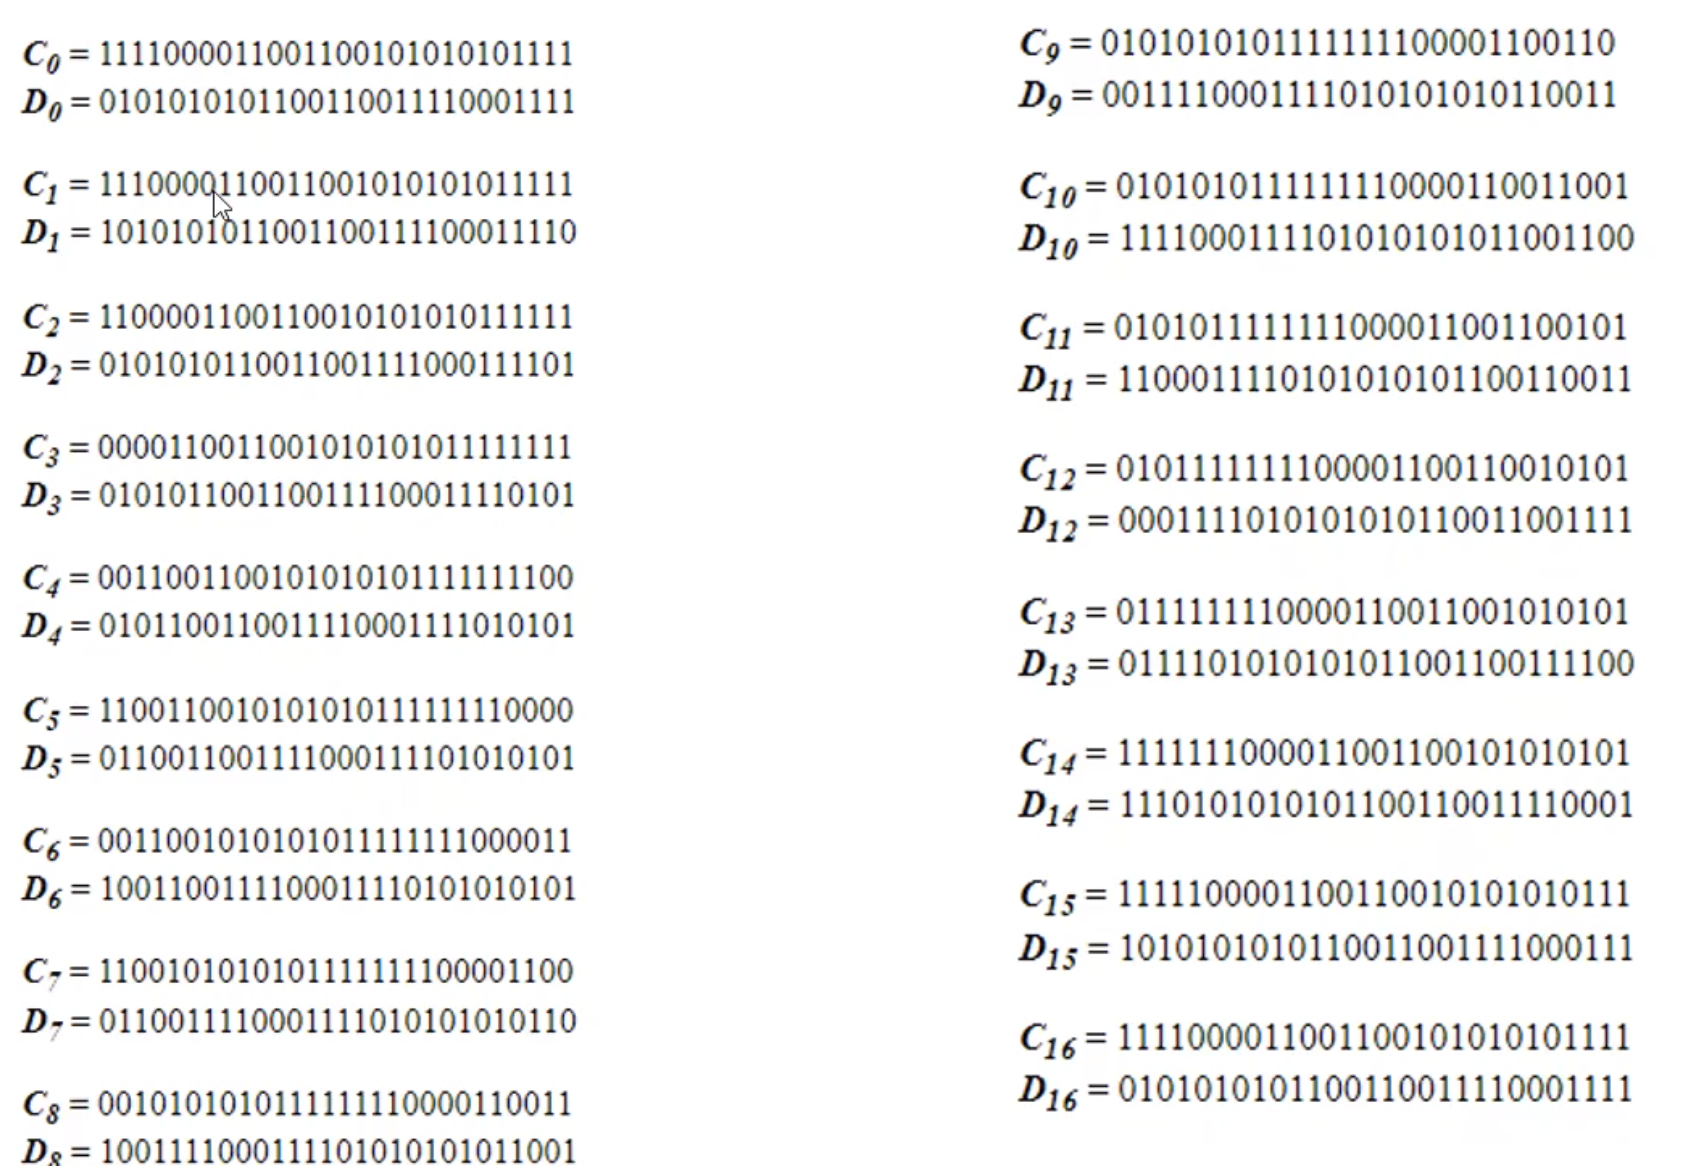 C0 = 1111000011001100101010101111
D0 = 0101010101100110011110001111
C1 = 1110000110011001010101011111
D1 = 1010101011001100111100011110
C2 = 1100001100110010101010111111
D2 = 0101010110011001111000111101
C3 = 0000110011001010101011111111
D3 = 0101011001100111100011110101
C4 = 0011001100101010101111111100
D4 = 0101100110011110001111010101
C5 = 1100110010101010111111110000
D5 = 0110011001111000111101010101
C6 = 0011001010101011111111000011
D6 = 1001100111100011110101010101
C7 = 1100101010101111111100001100
D7 = 0110011110001111010101010110
C8 = 0010101010111111110000110011
D8 = 1001111000111101010101011001
C9 = 0101010101111111100001100110
D9 = 0011110001111010101010110011
C10 = 0101010111111110000110011001
D10 = 1111000111101010101011001100
C11 = 0101011111111000011001100101
D11 = 1100011110101010101100110011
C12 = 0101111111100001100110010101
D12 = 0001111010101010110011001111
C13 = 0111111110000110011001010101
D13 = 0111101010101011001100111100
C14 = 1111111000011001100101010101
D14 = 1110101010101100110011110001
C15 = 1111100001100110010101010111
D15 = 1010101010110011001111000111
C16 = 1111000011001100101010101111
D16 = 0101010101100110011110001111